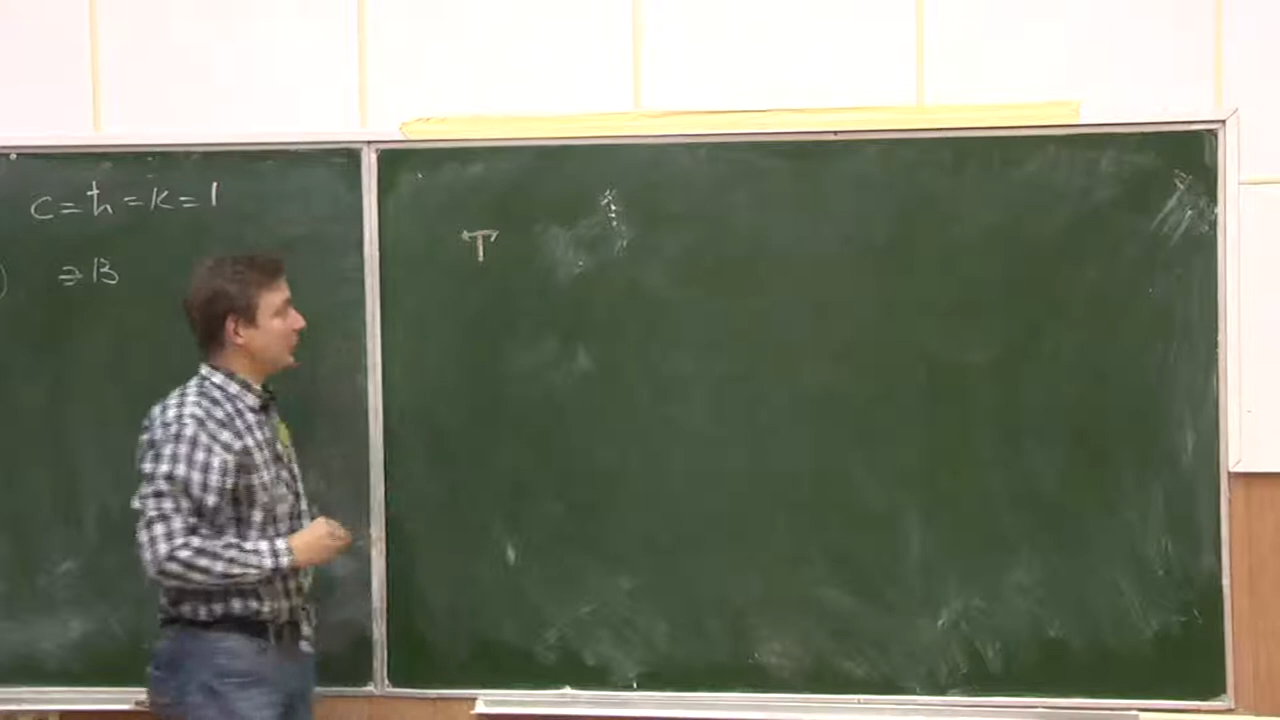 c = ħ = k = 1
) ⇒ B
T